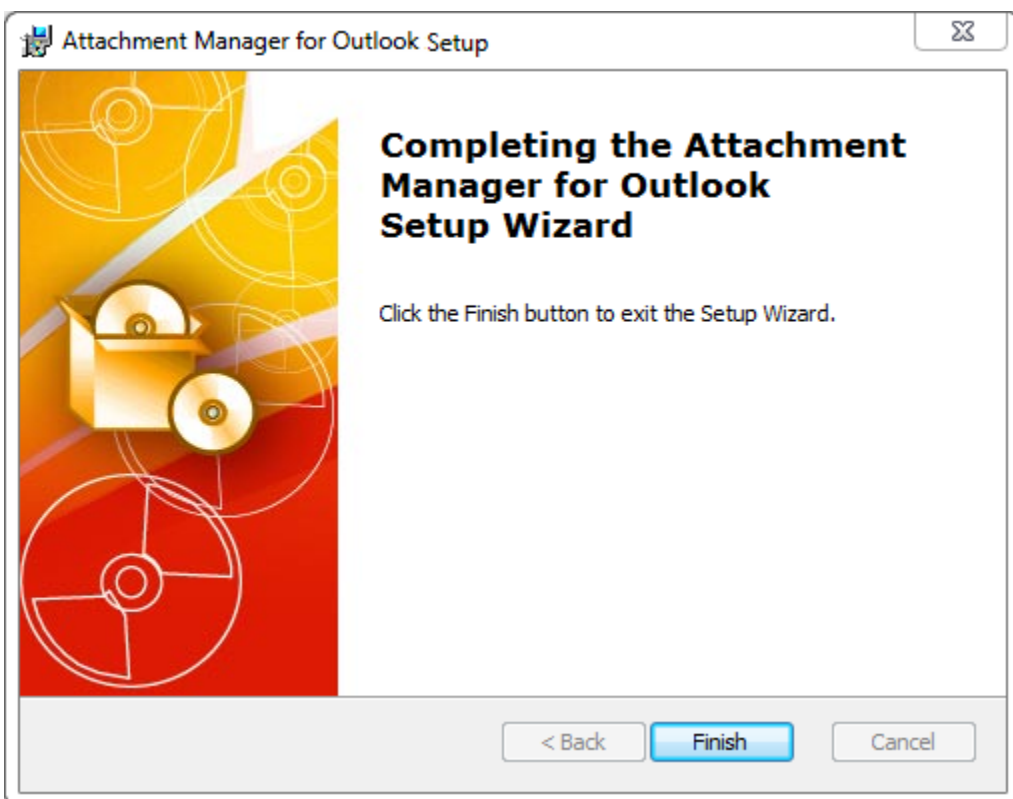 Attachment Manager for Outlook Setup
Completing the Attachment
Manager for Outlook
Setup Wizard
Click the Finish button to exit the Setup Wizard.
< Back
Finish
Cancel